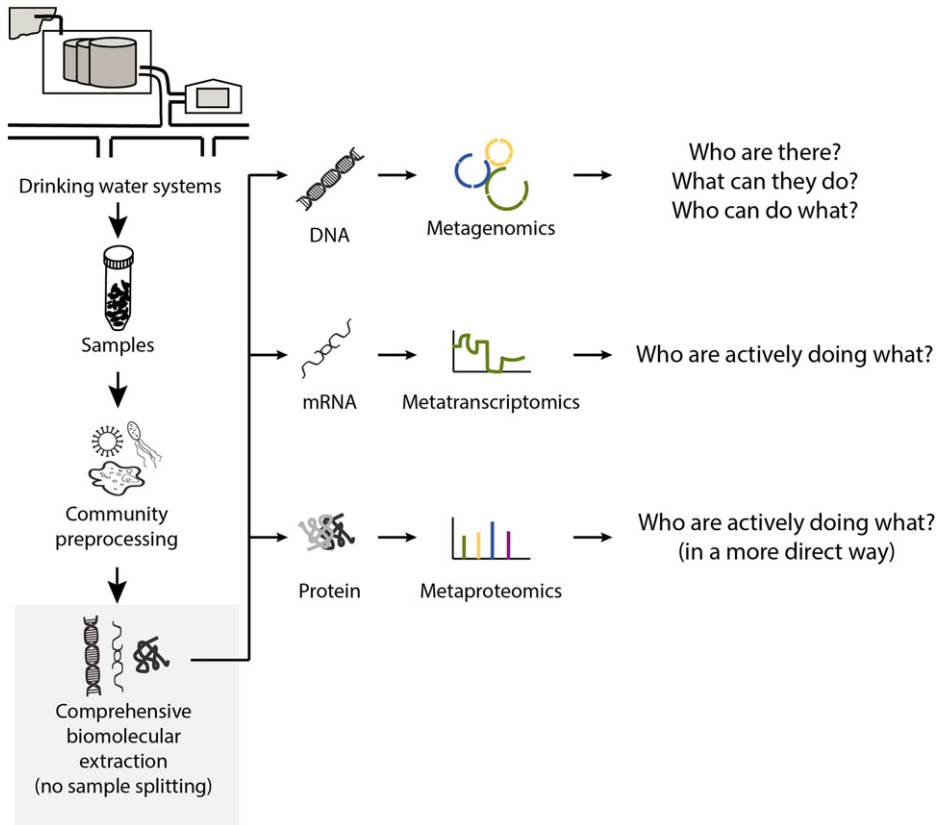 Drinking water systems
Samples
Community
preprocessing
Comprehensive
biomolecular
extraction
(no sample splitting)
DNA
Metagenomics
Who are there?
What can they do?
Who can do what?
mRNA
Metatranscriptomics
Who are actively doing what?
Protein
Metaproteomics
Who are actively doing what?
(in a more direct way)